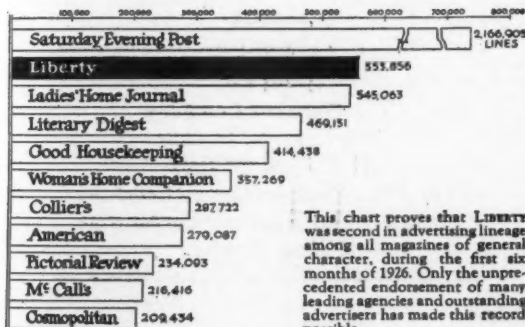 100,000 200,000 300,000 400,000 500,000 600,000 700,000 800,000
Saturday Evening Post 2,166,905 LINES
Liberty 553,856
Ladies' Home Journal 545,063
Literary Digest 469,151
Good Housekeeping 414,438
Woman's Home Companion 357,269
Collier's 287,722
American 279,087
Pictorial Review 234,093
McCall's 216,416
Cosmopolitan 209,434
This chart proves that LIBERTY
was second in advertising lineage
among all magazines of general
character, during the first six
months of 1926. Only the unpre-
cedented endorsement of many
leading agencies and outstanding
advertisers has made this record